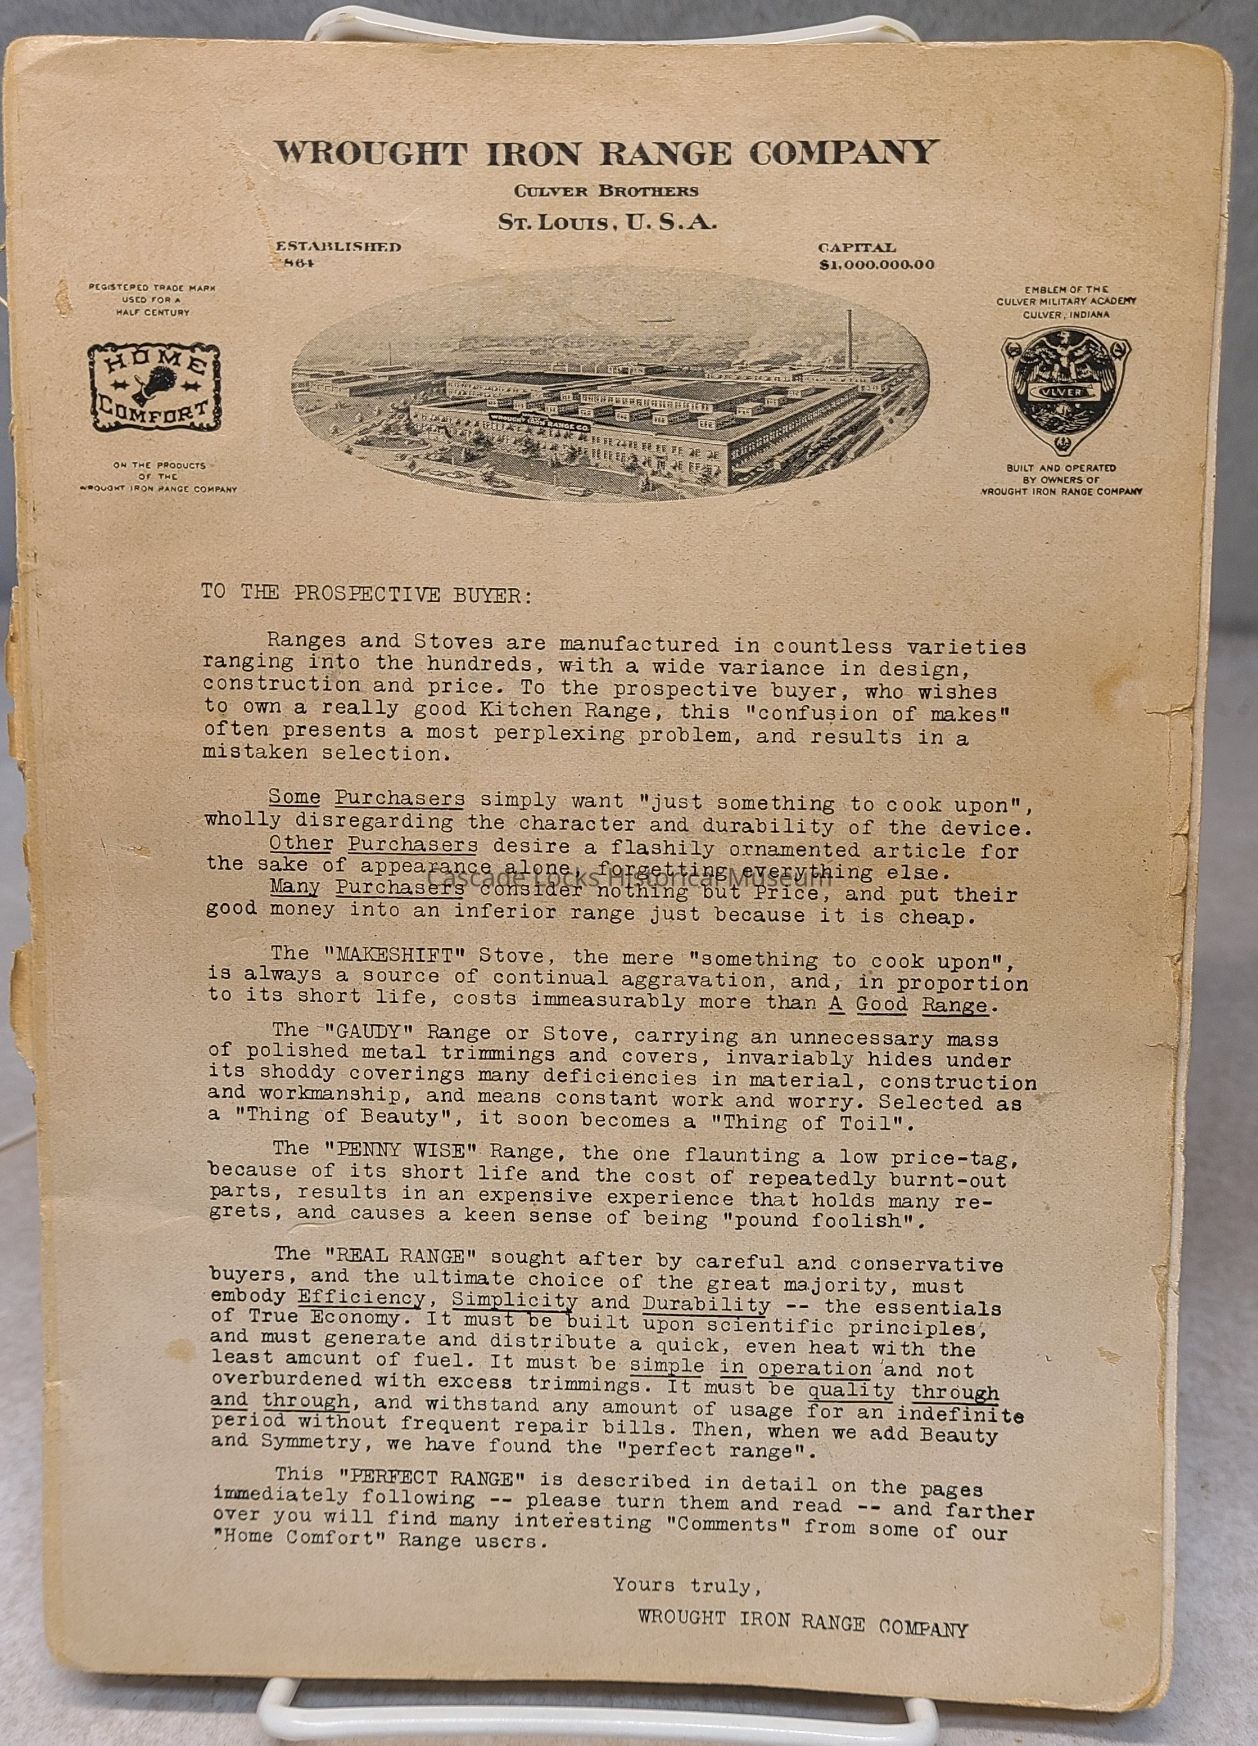 WROUGHT IRON RANGE COMPANY
CULVER BROTHERS
ST. LOUIS, U. S. A.
ESTABLISHED
1864
CAPITAL
$1,000,000.00
REGISTERED TRADE MARK
USED FOR A
HALF CENTURY
HOME
COMFORT
ON THE PRODUCTS
OF THE
WROUGHT IRON RANGE COMPANY
WROUGHT IRON RANGE CO.
EMBLEM OF THE
CULVER MILITARY ACADEMY
CULVER, INDIANA
CULVER
BUILT AND OPERATED
BY OWNERS OF
WROUGHT IRON RANGE COMPANY
TO THE PROSPECTIVE BUYER:
Ranges and Stoves are manufactured in countless varieties
ranging into the hundreds, with a wide variance in design,
construction and price. To the prospective buyer, who wishes
to own a really good Kitchen Range, this "confusion of makes"
often presents a most perplexing problem, and results in a
mistaken selection.
Some Purchasers simply want "just something to cook upon",
wholly disregarding the character and durability of the device.
Other Purchasers desire a flashily ornamented article for
the sake of appearance alone, forgetting everything else.
Cascade Locks Historical Museum
Many Purchasers consider nothing but Price, and put their
good money into an inferior range just because it is cheap.
The "MAKESHIFT" Stove, the mere "something to cook upon",
is always a source of continual aggravation, and, in proportion
to its short life, costs immeasurably more than A Good Range.
The "GAUDY" Range or Stove, carrying an unnecessary mass
of polished metal trimmings and covers, invariably hides under
its shoddy coverings many deficiencies in material, construction
and workmanship, and means constant work and worry. Selected as
a "Thing of Beauty", it soon becomes a "Thing of Toil".
The "PENNY WISE" Range, the one flaunting a low price-tag,
because of its short life and the cost of repeatedly burnt-out
parts, results in an expensive experience that holds many re-
grets, and causes a keen sense of being "pound foolish".
The "REAL RANGE" sought after by careful and conservative
buyers, and the ultimate choice of the great majority, must
embody Efficiency, Simplicity and Durability -- the essentials
of True Economy. It must be built upon scientific principles,
and must generate and distribute a quick, even heat with the
least amount of fuel. It must be simple in operation and not
overburdened with excess trimmings. It must be quality through
and through, and withstand any amount of usage for an indefinite
period without frequent repair bills. Then, when we add Beauty
and Symmetry, we have found the "perfect range".
This "PERFECT RANGE" is described in detail on the pages
immediately following -- please turn them and read -- and farther
over you will find many interesting "Comments" from some of our
"Home Comfort" Range users.
Yours truly,
WROUGHT IRON RANGE COMPANY